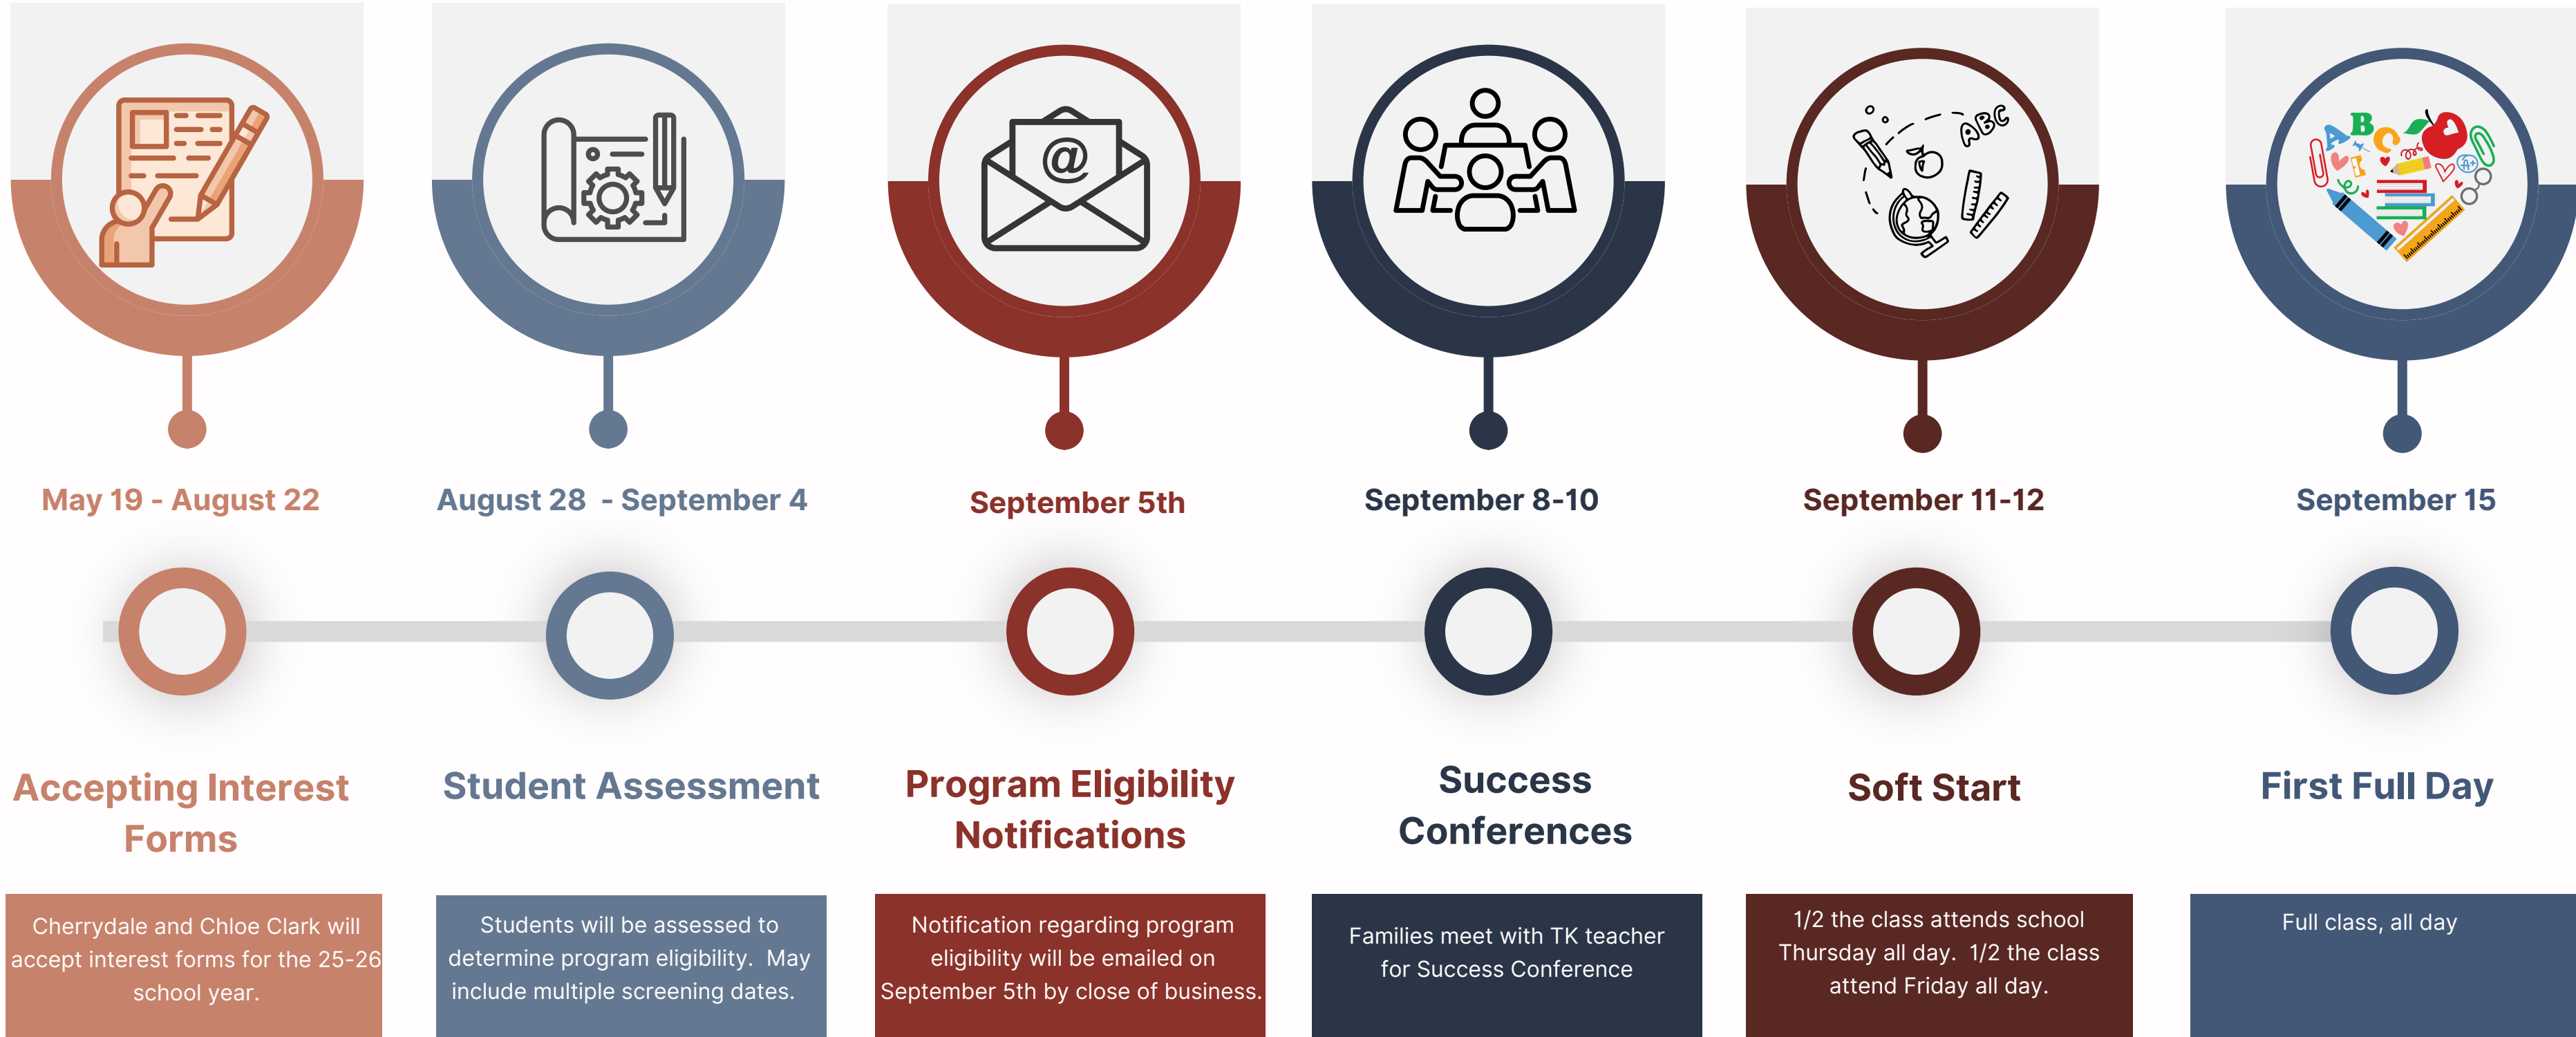 @
ABC
A B C
A+
May 19 - August 22
August 28 - September 4
September 5th
September 8-10
September 11-12
September 15
Accepting Interest
Forms
Student Assessment
Program Eligibility
Notifications
Success
Conferences
Soft Start
First Full Day
Cherrydale and Chloe Clark will
accept interest forms for the 25-26
school year.
Students will be assessed to
determine program eligibility. May
include multiple screening dates.
Notification regarding program
eligibility will be emailed on
September 5th by close of business.
Families meet with TK teacher
for Success Conference
1/2 the class attends school
Thursday all day. 1/2 the class
attend Friday all day.
Full class, all day